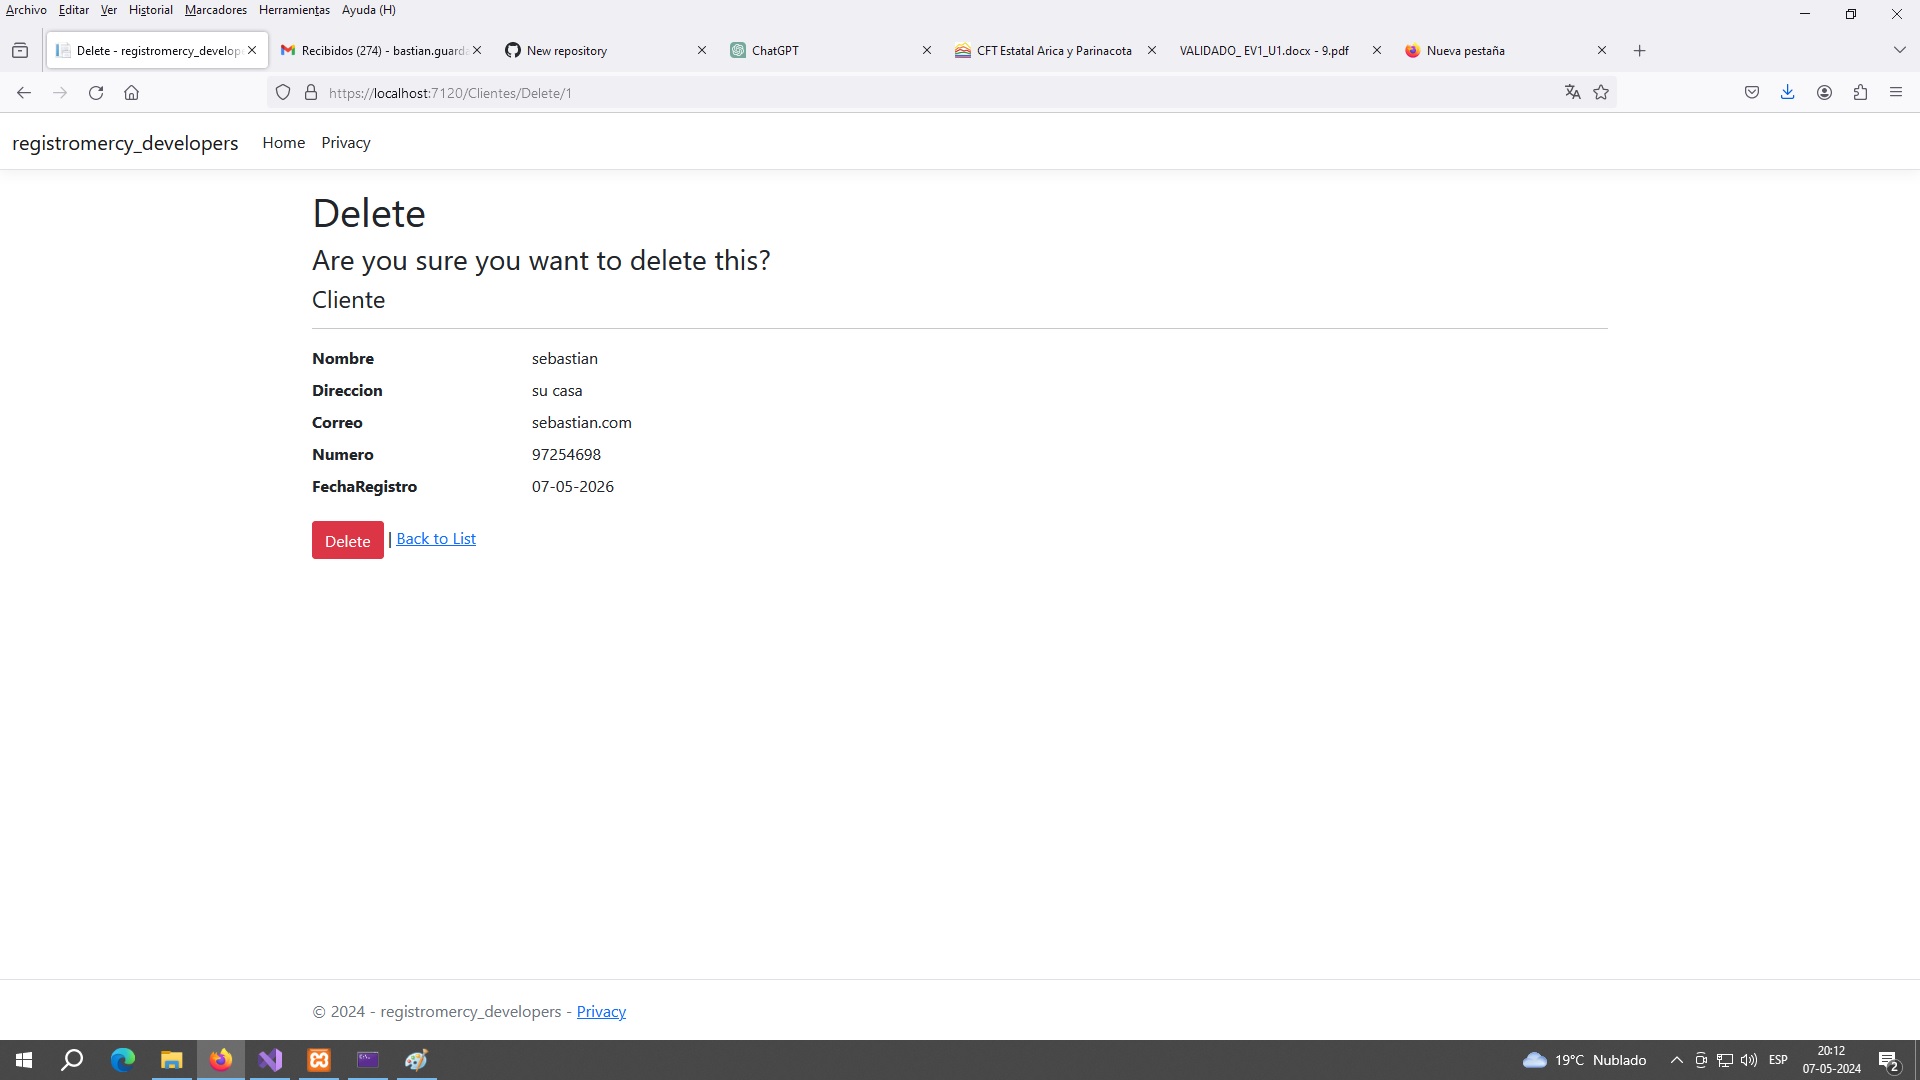 Archivo Editar Ver Historial Marcadores Herramientas Ayuda (H)
Delete - registromercy_develop Recibidos (274) - bastian.guarda New repository ChatGPT CFT Estatal Arica y Parinacota VALIDADO_ EV1_U1.docx - 9.pdf Nueva pestaña
https://localhost:7120/Clientes/Delete/1
registromercy_developers Home Privacy
Delete
Are you sure you want to delete this?
Cliente
Nombre sebastian
Direccion su casa
Correo sebastian.com
Numero 97254698
FechaRegistro 07-05-2026
Delete | Back to List
© 2024 - registromercy_developers - Privacy
19°C Nublado ESP 20:12
07-05-2024 2